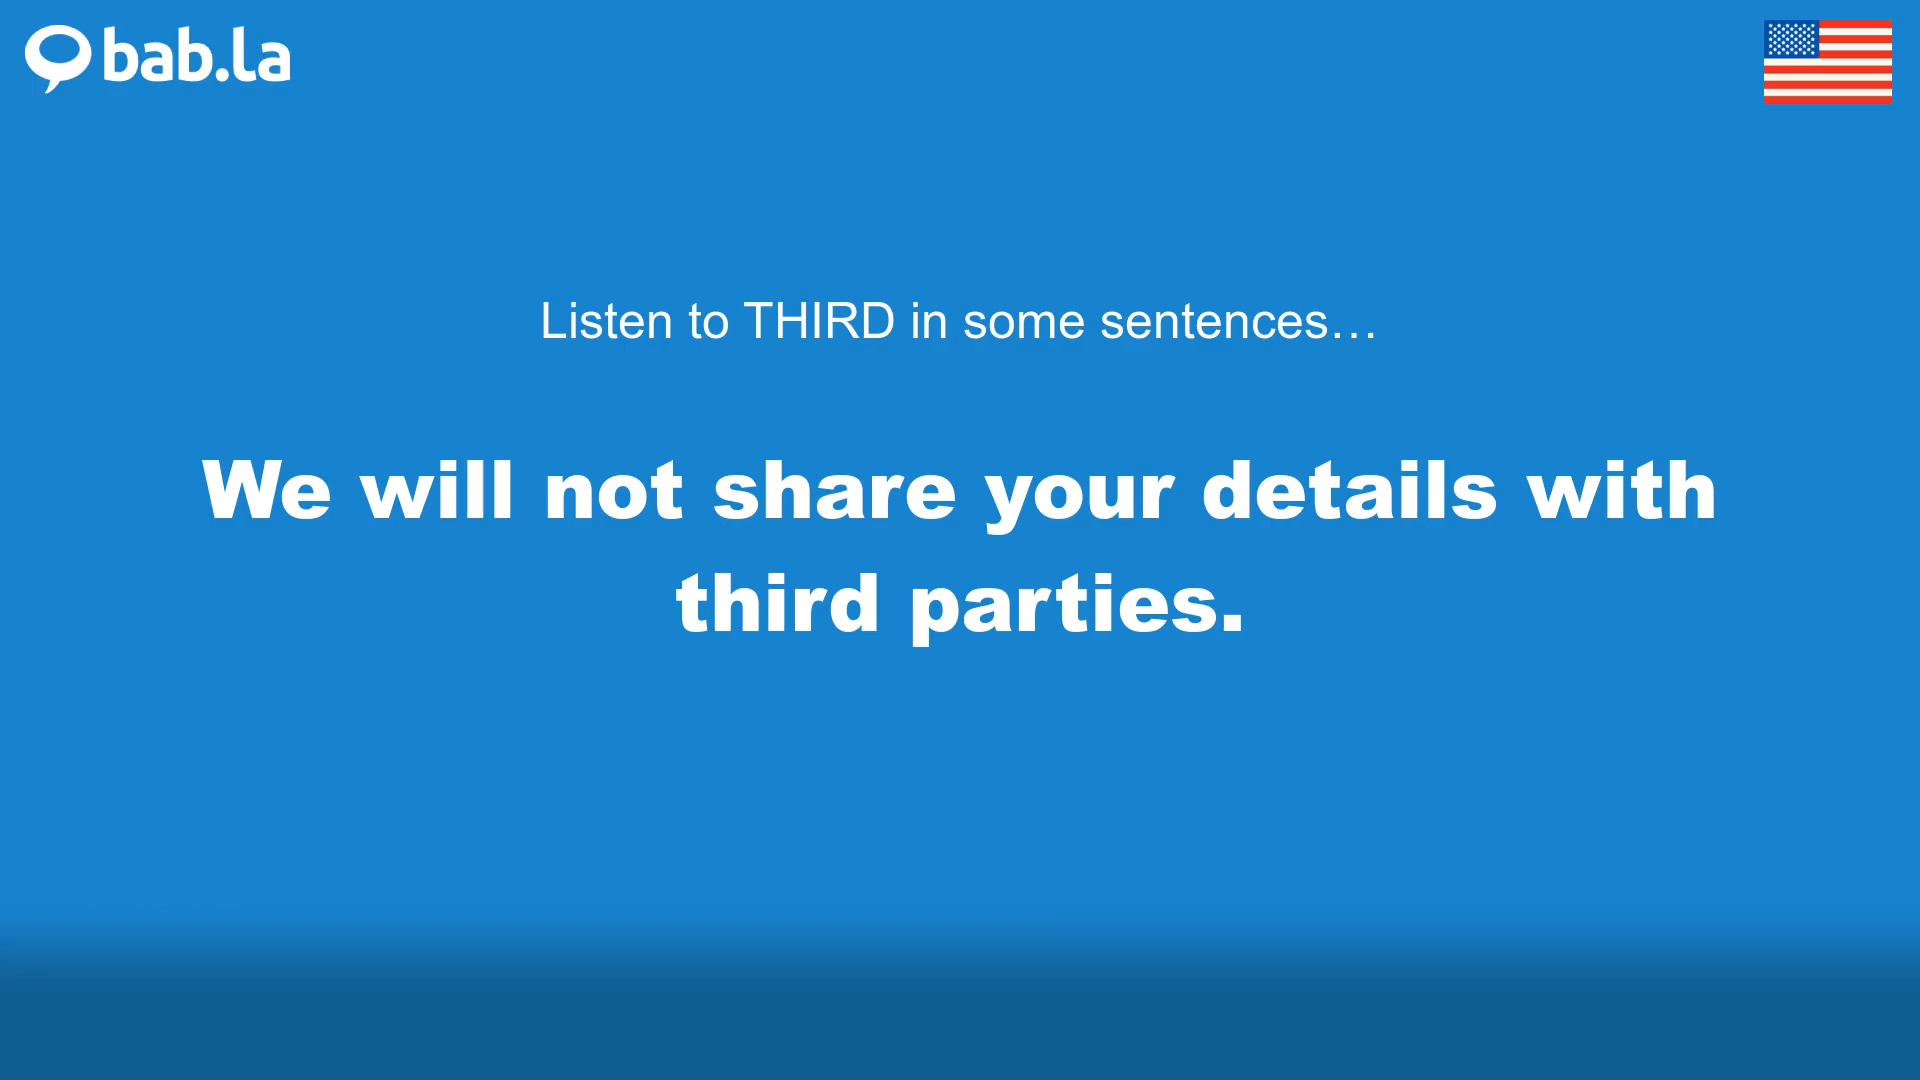 bab.la
Listen to THIRD in some sentences…
We will not share your details with
third parties.